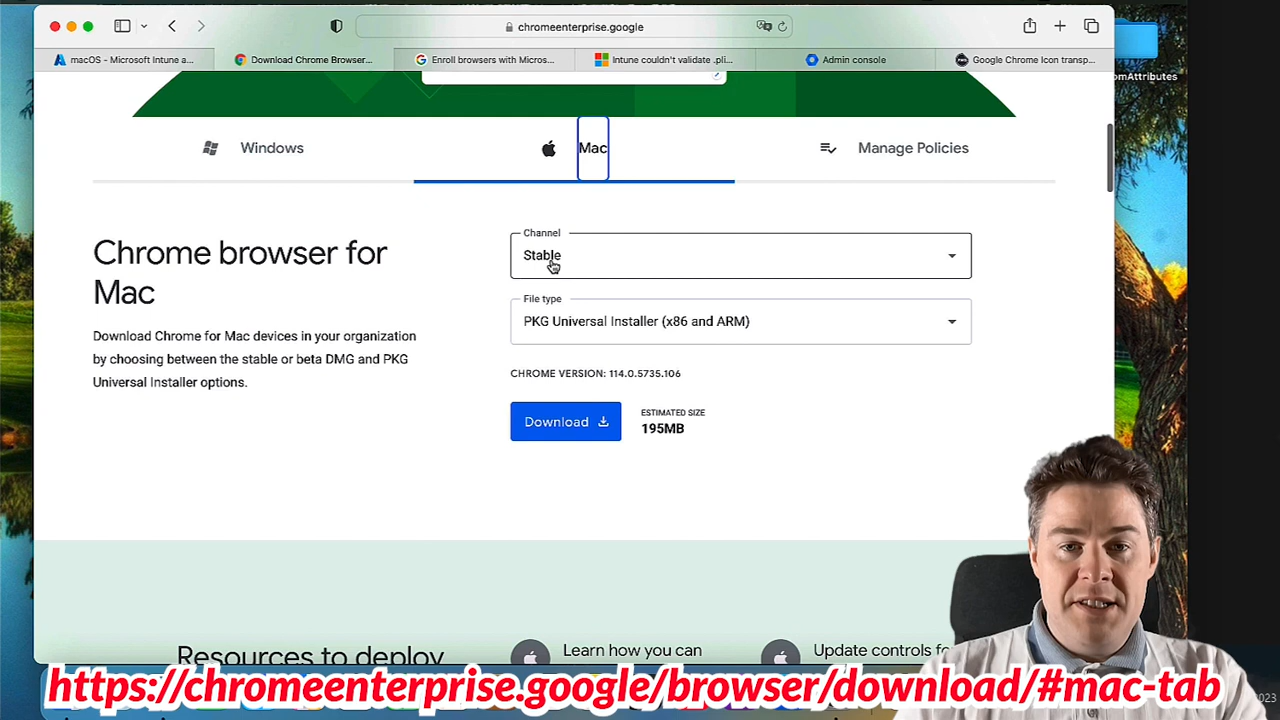 chromeenterprise.google
macOS - Microsoft Intune a...
Download Chrome Browser...
Enroll browsers with Micros...
Intune couldn't validate .pli...
Admin console
Google Chrome Icon transp...
omAttributes
Windows
Mac
Manage Policies
Chrome browser for
Mac
Download Chrome for Mac devices in your organization
by choosing between the stable or beta DMG and PKG
Universal Installer options.
Channel
Stable
File type
PKG Universal Installer (x86 and ARM)
CHROME VERSION: 114.0.5735.106
Download
ESTIMATED SIZE
195MB
Resources to deploy
Learn how you can
Update controls fo
https://chromeenterprise.google/browser/download/#mac-tab